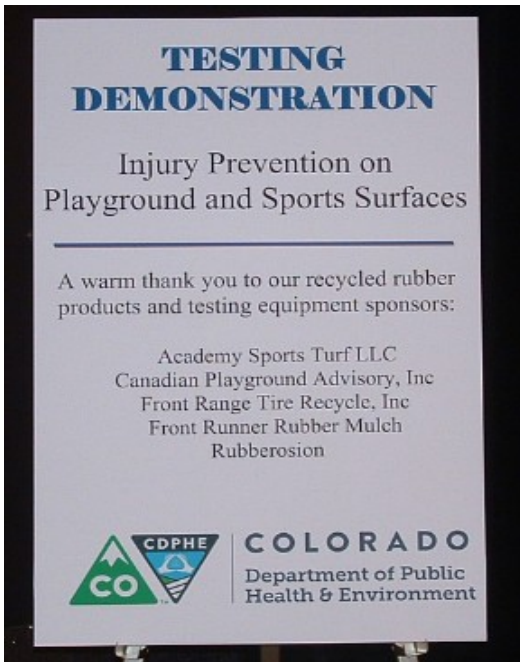 TESTING
DEMONSTRATION
Injury Prevention on
Playground and Sports Surfaces
A warm thank you to our recycled rubber
products and testing equipment sponsors:
Academy Sports Turf LLC
Canadian Playground Advisory, Inc
Front Range Tire Recycle, Inc
Front Runner Rubber Mulch
Rubberosion
CO
CDPHE
TM
COLORADO
Department of Public
Health & Environment